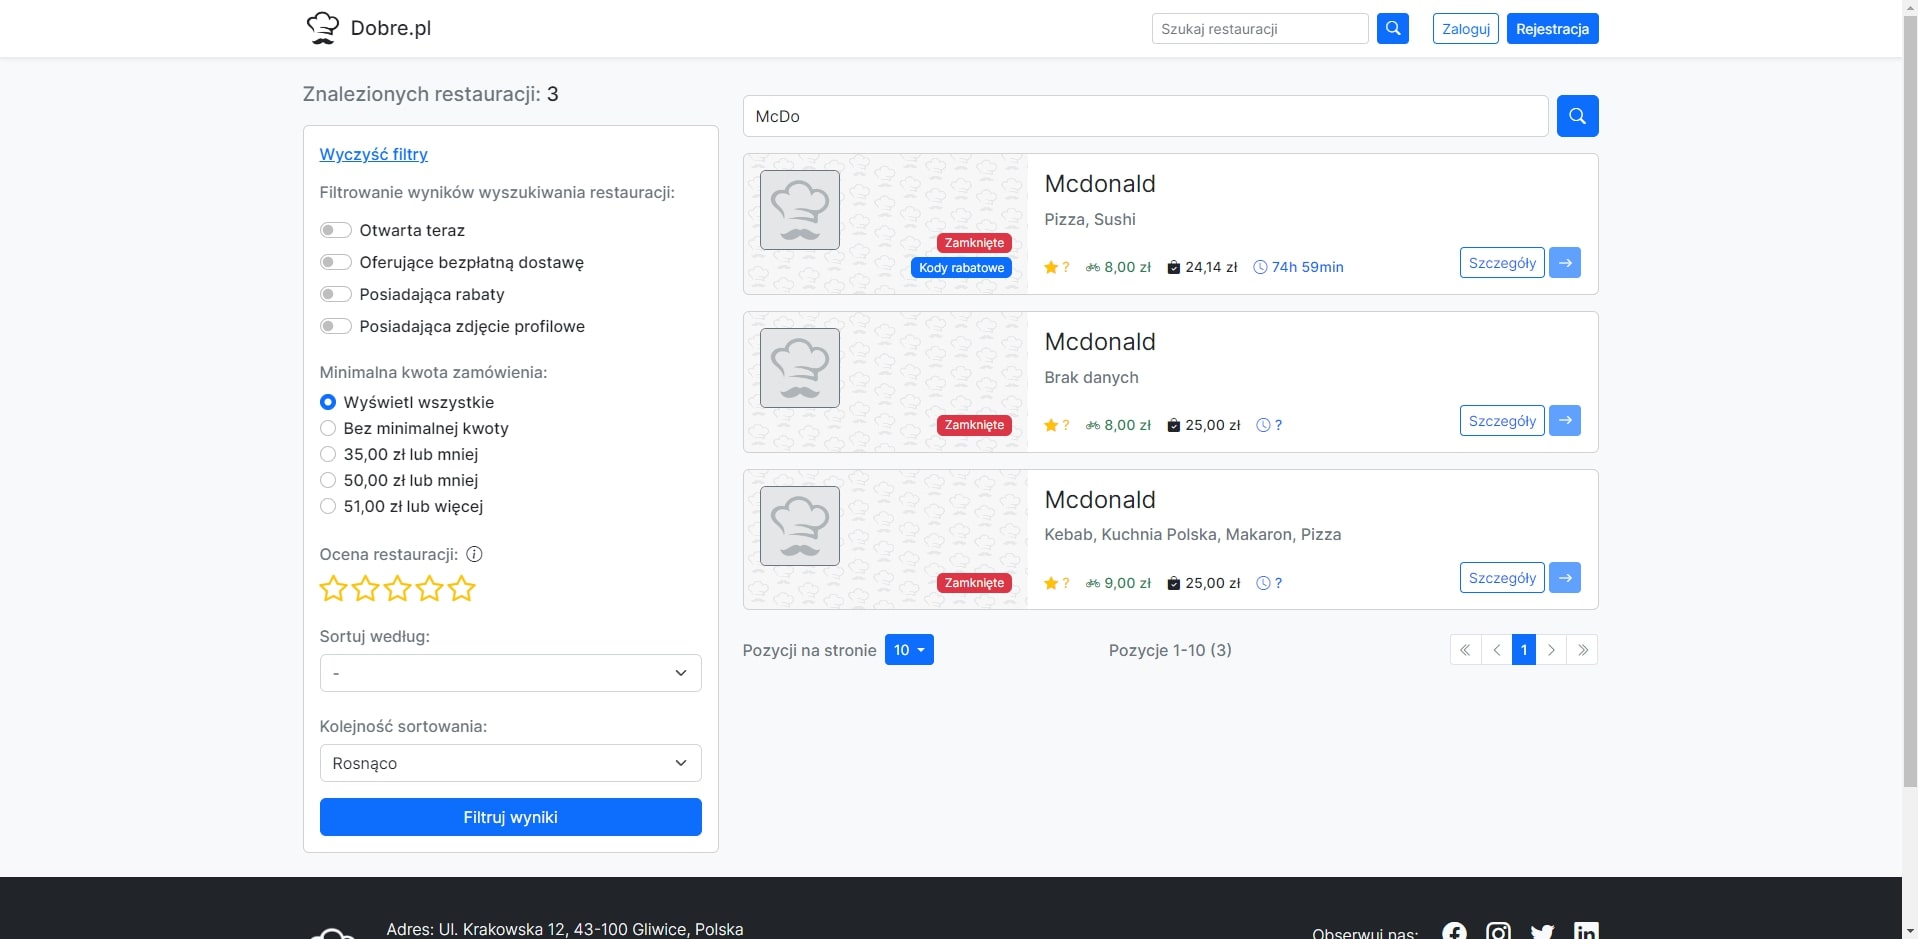 Dobre.pl
Szukaj restauracji
Zaloguj
Rejestracja
Znalezionych restauracji: 3
Wyczyść filtry
Filtrowanie wyników wyszukiwania restauracji:
Otwarta teraz
Oferujące bezpłatną dostawę
Posiadająca rabaty
Posiadająca zdjęcie profilowe
Minimalna kwota zamówienia:
Wyświetl wszystkie
Bez minimalnej kwoty
35,00 zł lub mniej
50,00 zł lub mniej
51,00 zł lub więcej
Ocena restauracji:
Sortuj według:
-
Kolejność sortowania:
Rosnąco
Filtruj wyniki
McDo
Mcdonald
Pizza, Sushi
Zamknięte
Kody rabatowe
? 8,00 zł 24,14 zł 74h 59min
Szczegóły
Mcdonald
Brak danych
Zamknięte
? 8,00 zł 25,00 zł ?
Szczegóły
Mcdonald
Kebab, Kuchnia Polska, Makaron, Pizza
Zamknięte
? 9,00 zł 25,00 zł ?
Szczegóły
Pozycji na stronie 10
Pozycje 1-10 (3)
« < 1 > »
Adres: Ul. Krakowska 12, 43-100 Gliwice, Polska
Obserwuj nas: